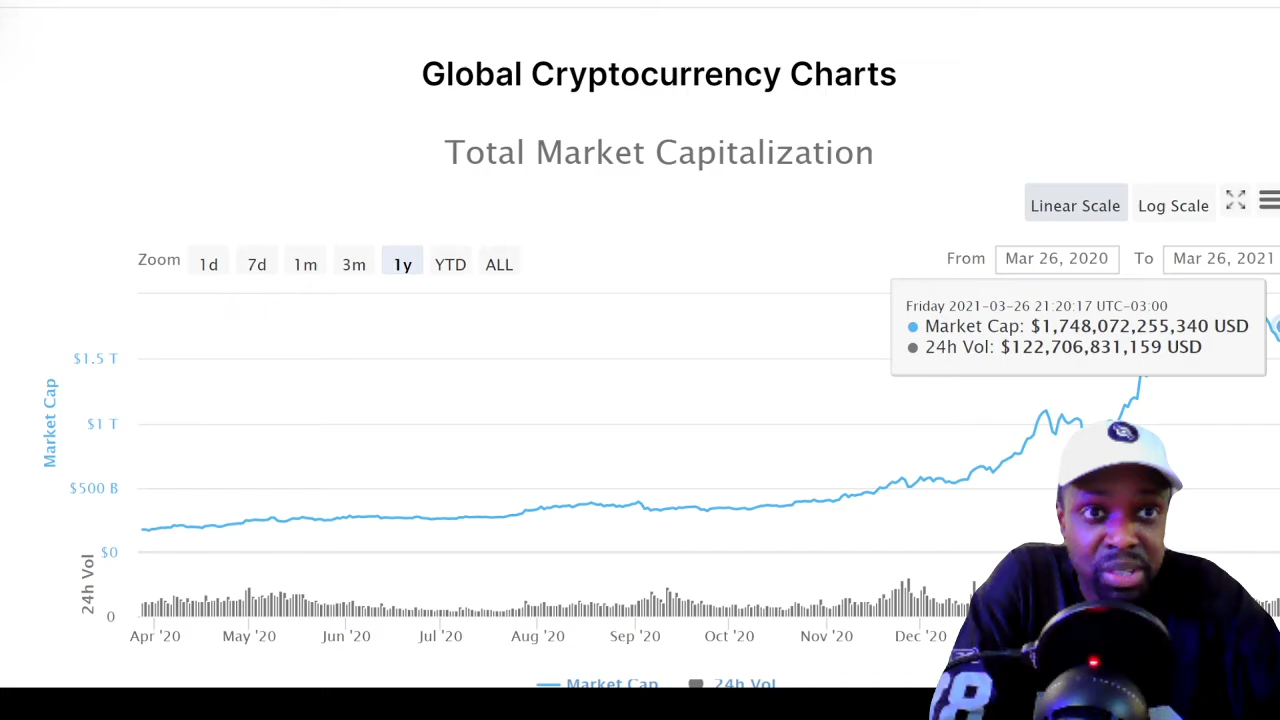 Global Cryptocurrency Charts
Total Market Capitalization
Linear Scale Log Scale
Zoom 1d 7d 1m 3m 1y YTD ALL
From Mar 26, 2020 To Mar 26, 2021
Friday 2021-03-26 21:20:17 UTC-03:00
Market Cap: $1,748,072,255,340 USD
24h Vol: $122,706,831,159 USD
$1.5 T
$1 T
$500 B
$0
Market Cap
24h Vol
0
Apr '20 May '20 Jun '20 Jul '20 Aug '20 Sep '20 Oct '20 Nov '20 Dec '20
Market Cap 24h Vol